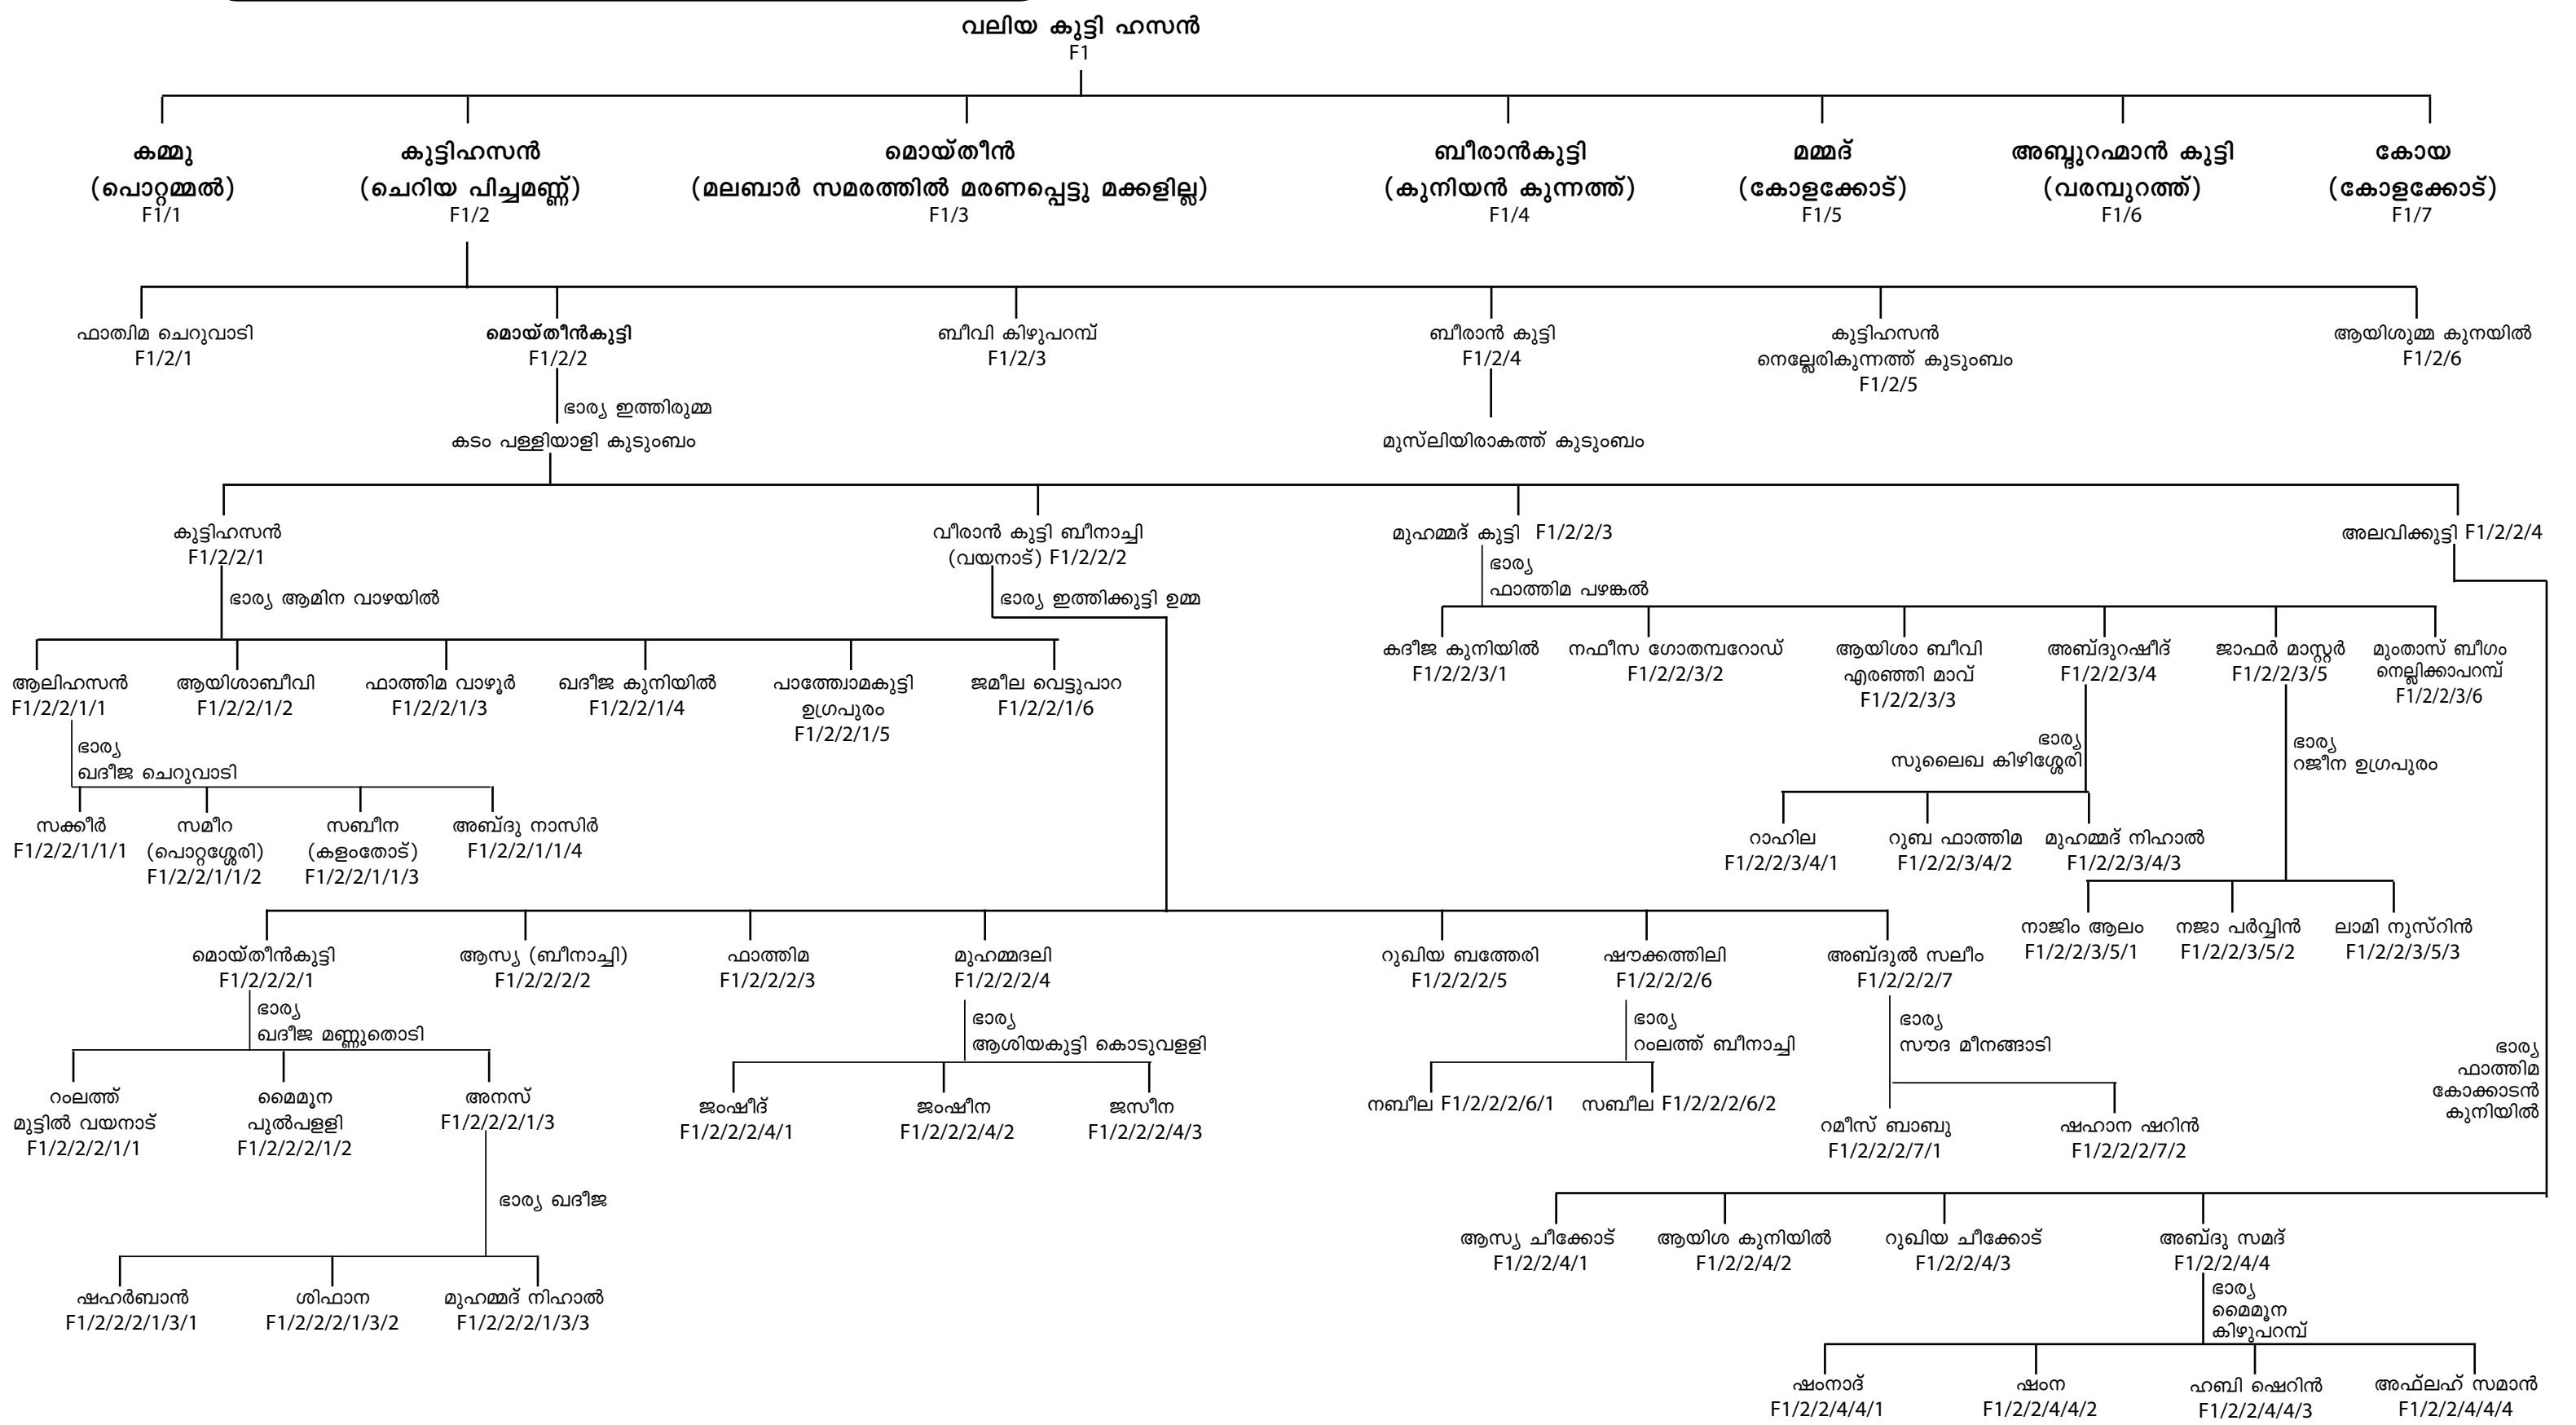 വലിയ കുട്ടി ഹസൻ
F1
കമ്മു
(പൊറ്റമ്മൽ)
F1/1
കുട്ടിഹസൻ
(ചെറിയ പിച്ചമണ്ണ്)
F1/2
മൊയ്തീൻ
(മലബാർ സമരത്തിൽ മരണപ്പെട്ടു മക്കളില്ല)
F1/3
ബീരാൻകുട്ടി
(കുനിയൻ കുന്നത്ത്)
F1/4
മമ്മദ്
(കോളക്കോട്)
F1/5
അബ്ദുറഹ്മാൻ കുട്ടി
(വരമ്പുറത്ത്)
F1/6
കോയ
(കോളക്കോട്)
F1/7
ഫാത്വിമ ചെറുവാടി
F1/2/1
മൊയ്തീൻകുട്ടി
F1/2/2
ബീവി കിഴുപറമ്പ്
F1/2/3
ബീരാൻ കുട്ടി
F1/2/4
കുട്ടിഹസൻ
നെല്ലേരികുന്നത്ത് കുടുംബം
F1/2/5
ആയിശുമ്മ കുനയിൽ
F1/2/6
ഭാര്യ ഇത്തിരുമ്മ
കടം പള്ളിയാളി കുടുംബം
മുസ്ലിയിരാകത്ത് കുടുംബം
കുട്ടിഹസൻ
F1/2/2/1
വീരാൻ കുട്ടി ബീനാച്ചി
(വയനാട്) F1/2/2/2
മുഹമ്മദ് കുട്ടി F1/2/2/3
അലവിക്കുട്ടി F1/2/2/4
ഭാര്യ ആമിന വാഴയിൽ
ഭാര്യ ഇത്തിക്കുട്ടി ഉമ്മ
ഭാര്യ
ഫാത്തിമ പഴങ്കൽ
ആലിഹസൻ
F1/2/2/1/1
ആയിശാബീവി
F1/2/2/1/2
ഫാത്തിമ വാഴൂർ
F1/2/2/1/3
ഖദീജ കുനിയിൽ
F1/2/2/1/4
പാത്തോമകുട്ടി
ഉഗ്രപുരം
F1/2/2/1/5
ജമീല വെട്ടുപാറ
F1/2/2/1/6
കദീജ കുനിയിൽ
F1/2/2/3/1
നഫീസ ഗോതമ്പറോഡ്
F1/2/2/3/2
ആയിശാ ബീവി
എരഞ്ഞി മാവ്
F1/2/2/3/3
അബ്ദുറഷീദ്
F1/2/2/3/4
ജാഫർ മാസ്റ്റർ
F1/2/2/3/5
മുംതാസ് ബീഗം
നെല്ലിക്കാപറമ്പ്
F1/2/2/3/6
ഭാര്യ
ഖദീജ ചെറുവാടി
ഭാര്യ
സുലൈഖ കിഴിശ്ശേരി
ഭാര്യ
റജീന ഉഗ്രപുരം
സക്കീർ
F1/2/2/1/1/1
സമീറ
(പൊറ്റശ്ശേരി)
F1/2/2/1/1/2
സബീന
(കളംതോട്)
F1/2/2/1/1/3
അബ്ദു നാസിർ
F1/2/2/1/1/4
റാഹില
F1/2/2/3/4/1
റുബ ഫാത്തിമ
F1/2/2/3/4/2
മുഹമ്മദ് നിഹാൽ
F1/2/2/3/4/3
നാജിം ആലം
F1/2/2/3/5/1
നജാ പർവ്വിൻ
F1/2/2/3/5/2
ലാമി നുസ്റിൻ
F1/2/2/3/5/3
മൊയ്തീൻകുട്ടി
F1/2/2/2/1
ആസ്യ (ബീനാച്ചി)
F1/2/2/2/2
ഫാത്തിമ
F1/2/2/2/3
മുഹമ്മദലി
F1/2/2/2/4
റുഖിയ ബത്തേരി
F1/2/2/2/5
ഷൗക്കത്തിലി
F1/2/2/2/6
അബ്ദുൽ സലീം
F1/2/2/2/7
ഭാര്യ
ഖദീജ മണ്ണുതൊടി
ഭാര്യ
ആശിയകുട്ടി കൊടുവളളി
ഭാര്യ
റംലത്ത് ബീനാച്ചി
ഭാര്യ
സൗദ മീനങ്ങാടി
ഭാര്യ
ഫാത്തിമ
കോക്കാടൻ
കുനിയിൽ
റംലത്ത്
മുട്ടിൽ വയനാട്
F1/2/2/2/1/1
മൈമൂന
പുൽപളളി
F1/2/2/2/1/2
അനസ്
F1/2/2/2/1/3
ജംഷീദ്
F1/2/2/2/4/1
ജംഷീന
F1/2/2/2/4/2
ജസീന
F1/2/2/2/4/3
നബീല F1/2/2/2/6/1
സബീല F1/2/2/2/6/2
റമീസ് ബാബു
F1/2/2/2/7/1
ഷഹാന ഷറിൻ
F1/2/2/2/7/2
ഭാര്യ ഖദീജ
ആസ്യ ചീക്കോട്
F1/2/2/4/1
ആയിശ കുനിയിൽ
F1/2/2/4/2
റുഖിയ ചീക്കോട്
F1/2/2/4/3
അബ്ദു സമദ്
F1/2/2/4/4
ഷഹർബാൻ
F1/2/2/2/1/3/1
ശിഫാന
F1/2/2/2/1/3/2
മുഹമ്മദ് നിഹാൽ
F1/2/2/2/1/3/3
ഭാര്യ
മൈമൂന
കിഴുപറമ്പ്
ഷംനാദ്
F1/2/2/4/4/1
ഷംന
F1/2/2/4/4/2
ഹബി ഷെറിൻ
F1/2/2/4/4/3
അഫ്ലഹ് സമാൻ
F1/2/2/4/4/4